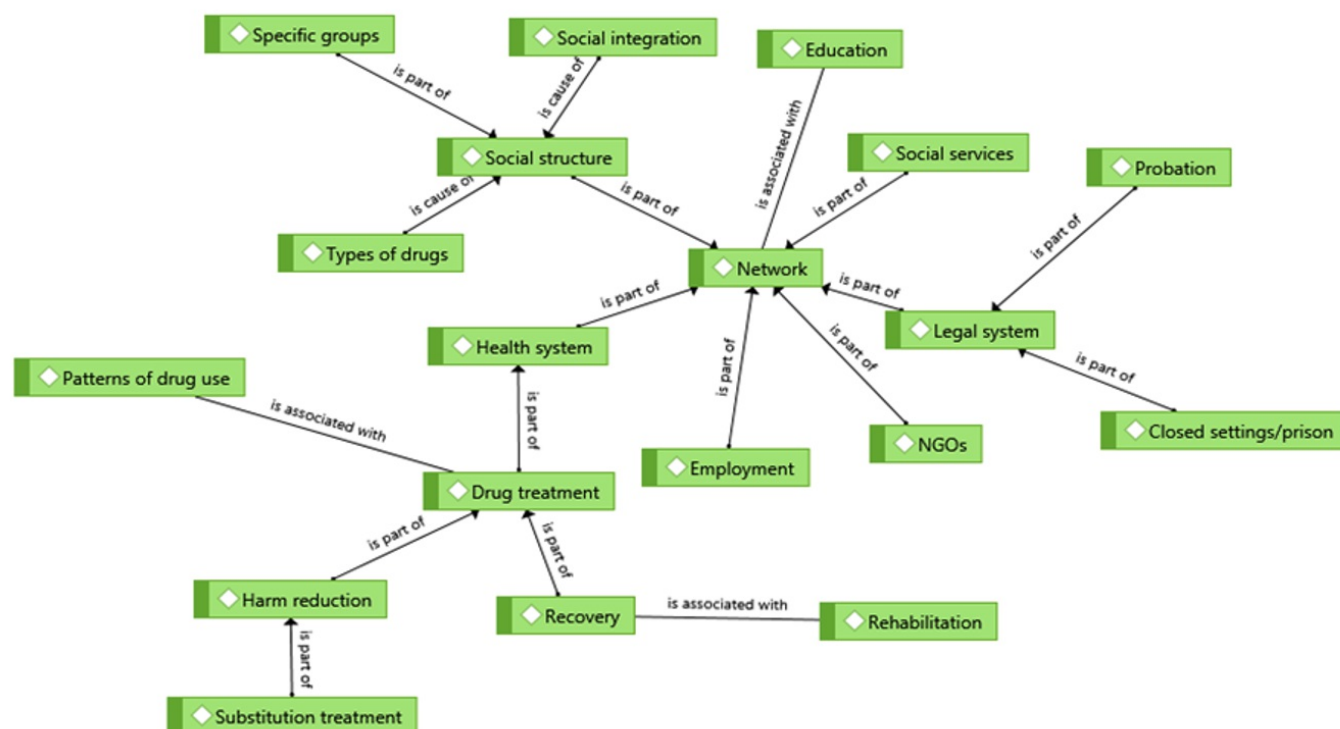 Specific groups
Social integration
Education
is part of
is cause of
is associated with
Social structure
Social services
Probation
is cause of
is part of
is part of
is part of
Types of drugs
Network
is part of
is part of
Legal system
Health system
is part of
is part of
is part of
Patterns of drug use
is associated with
is part of
Closed settings/prison
NGOs
Employment
Drug treatment
is part of
is part of
Harm reduction
Recovery
is associated with
Rehabilitation
is part of
Substitution treatment